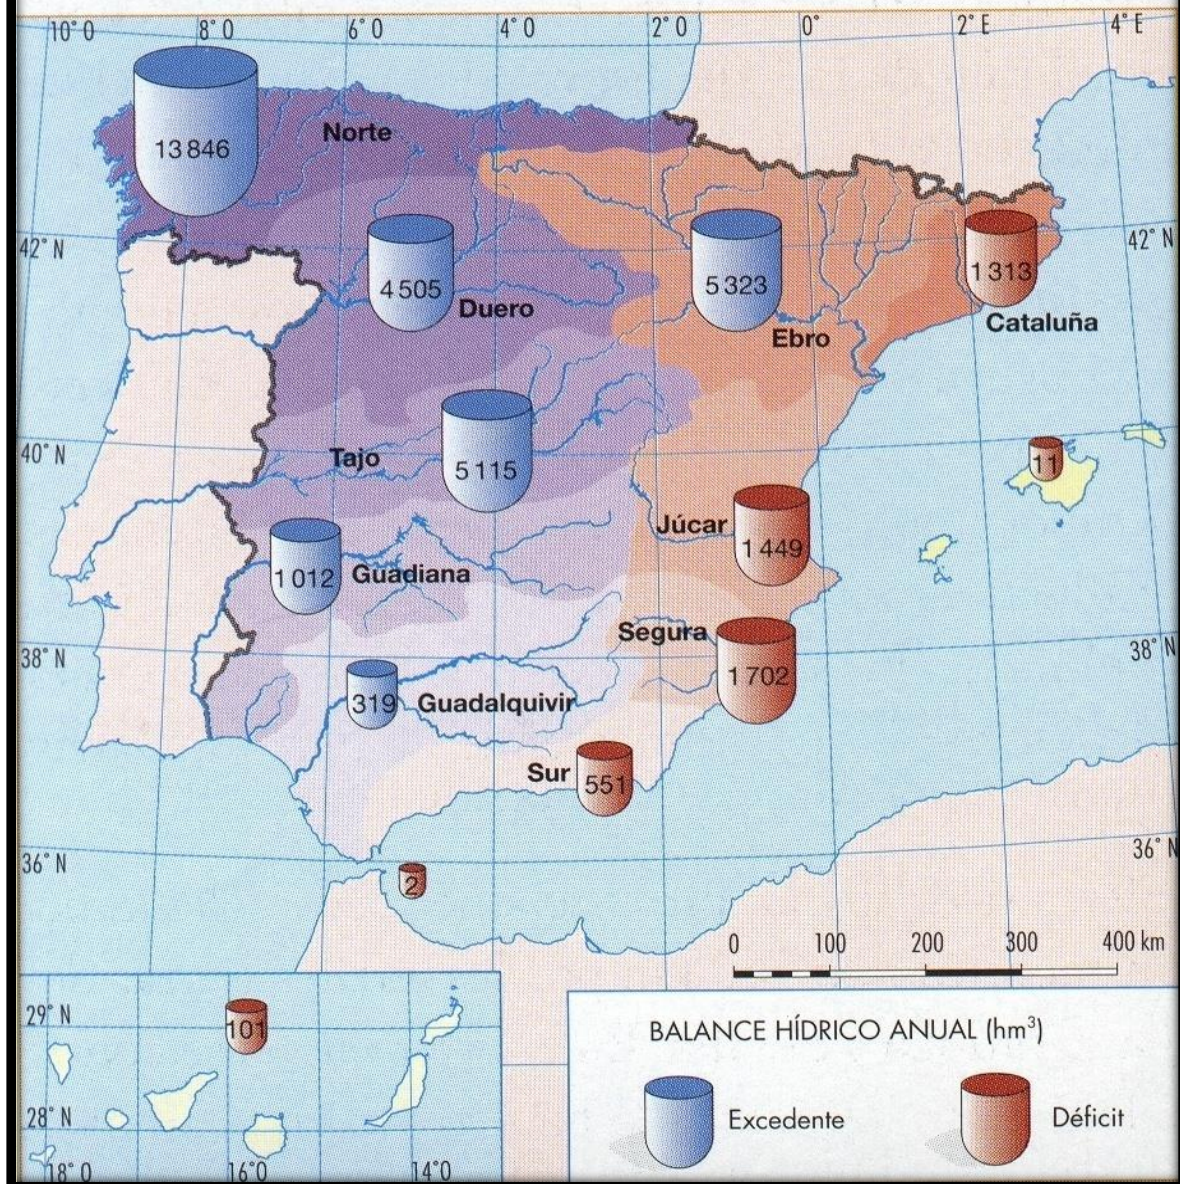 10° O
8° O
6° O
4° O
2° O
0°
2° E
4° E
Norte
13 846
42° N
42° N
4 505
Duero
5 323
Ebro
1 313
Cataluña
40° N
Tajo
5 115
11
Júcar
1 449
1 012
Guadiana
Segura
1 702
38° N
38° N
319
Guadalquivir
Sur
551
36° N
36° N
2
0 100 200 300 400 km
29° N
101
28° N
18° O
16° O
14° O
BALANCE HÍDRICO ANUAL (hm³)
Excedente
Déficit